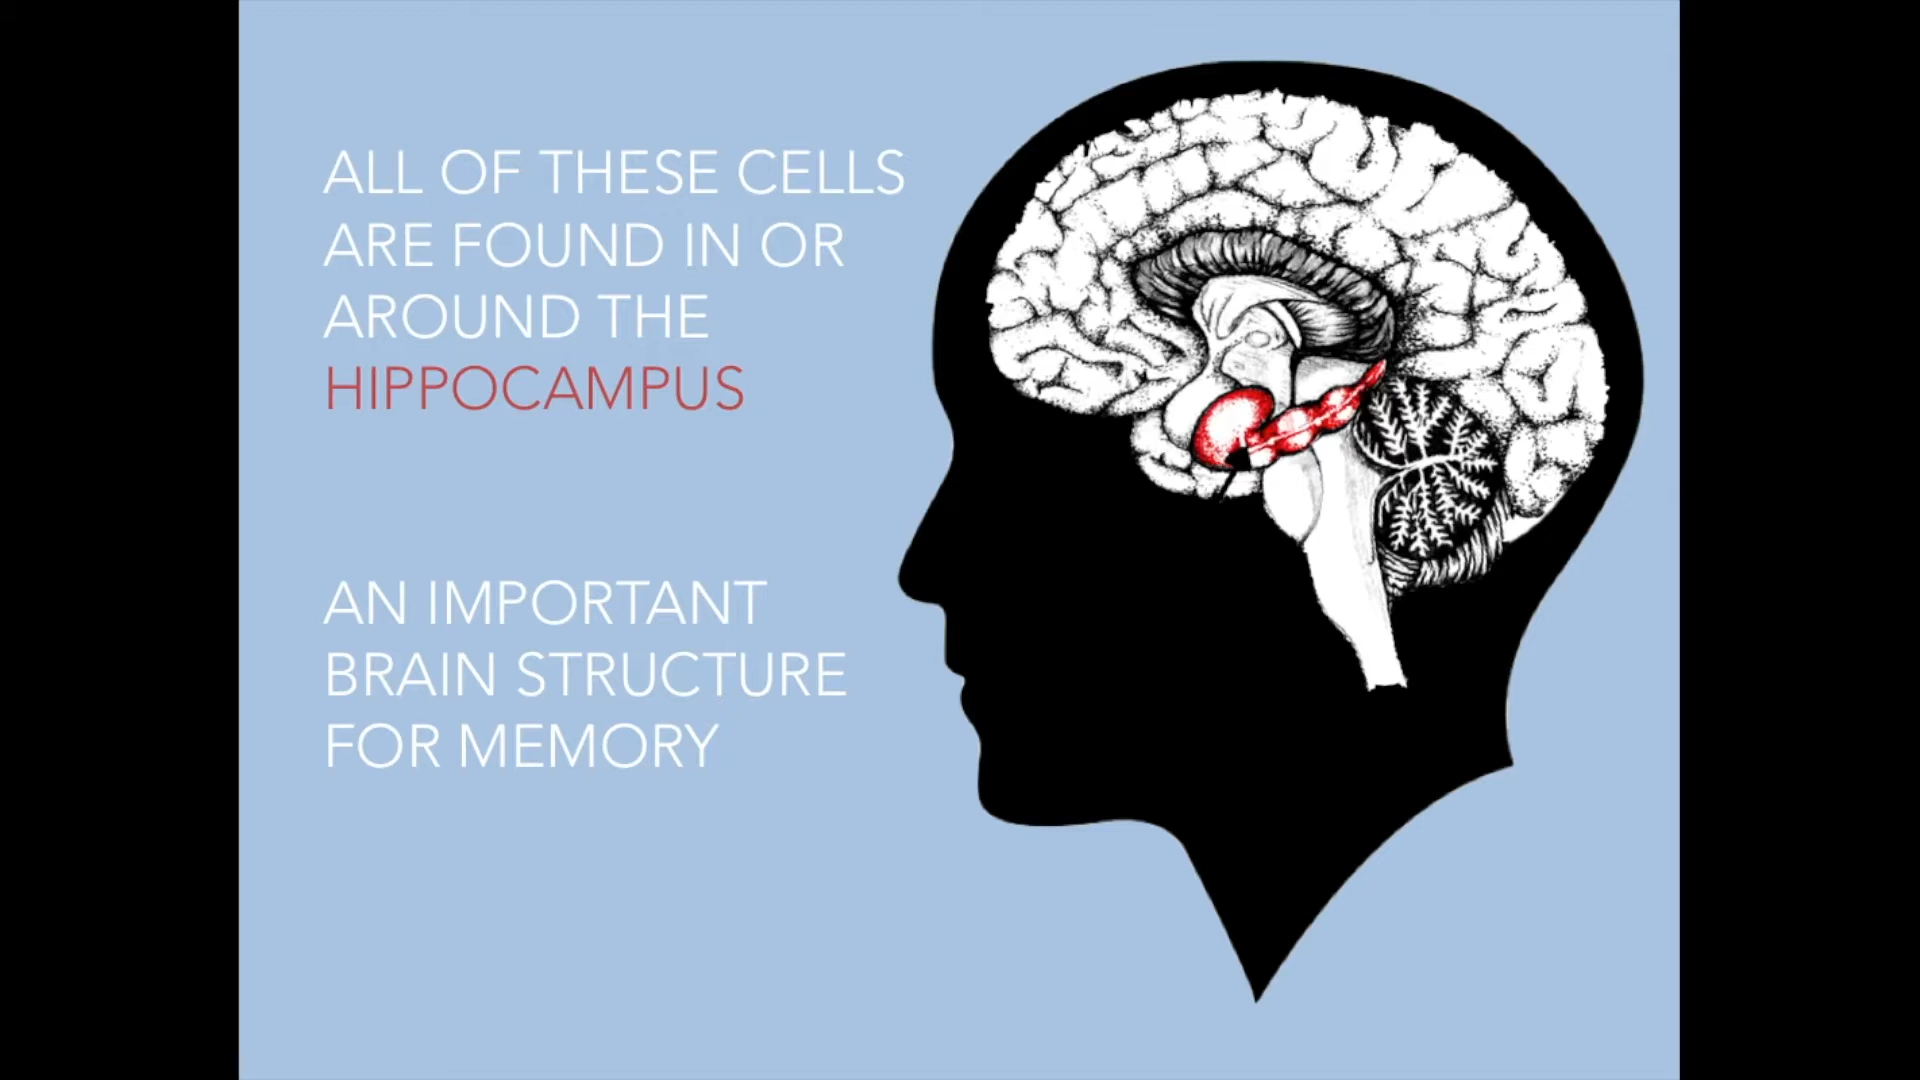 ALL OF THESE CELLS
ARE FOUND IN OR
AROUND THE
HIPPOCAMPUS
AN IMPORTANT
BRAIN STRUCTURE
FOR MEMORY